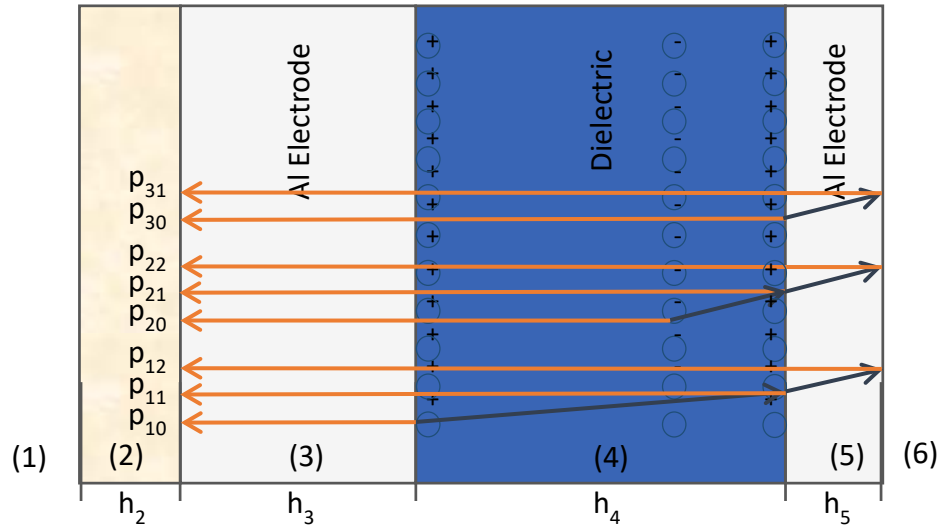 Al Electrode
Dielectric
Al Electrode
p31
p30
p22
p21
p20
p12
p11
p10
(1)
(2)
(3)
(4)
(5)
(6)
h2
h3
h4
h5
+ + + + + + + + + + + +
- - - - - - - - - - -
+ + + + + + + + + + + +